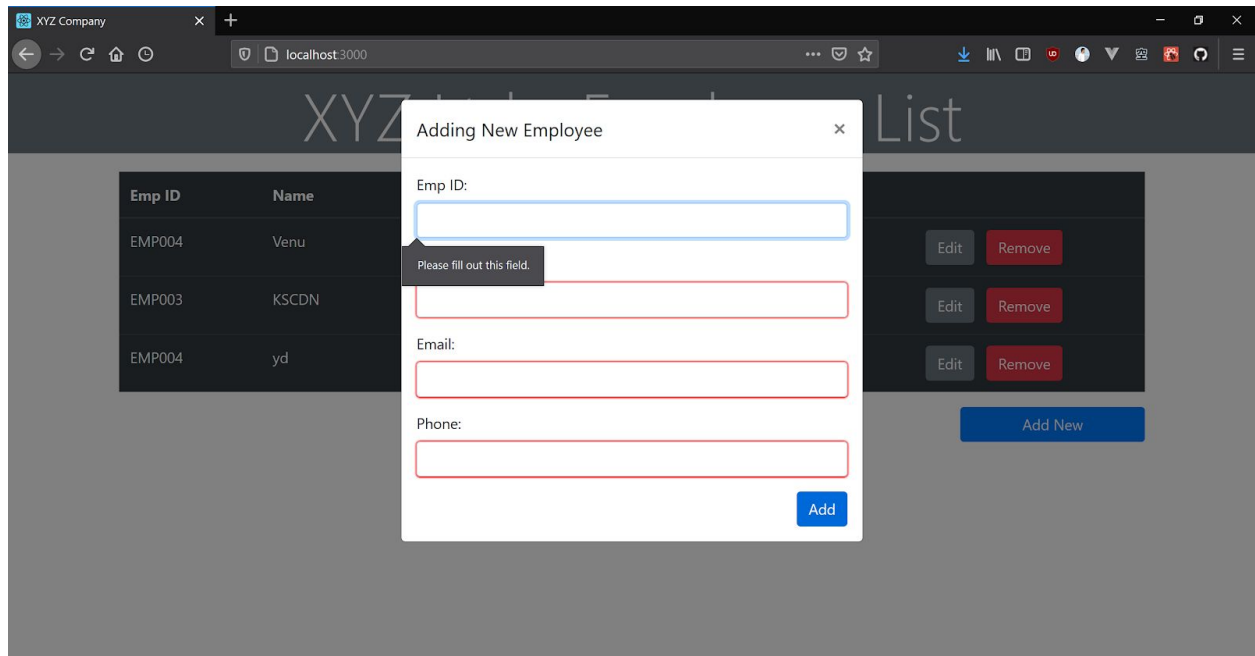 XYZ Company
localhost:3000
XYZ List
Adding New Employee
Emp ID:
Please fill out this field.
Email:
Phone:
Add
Emp ID Name
EMP004 Venu Edit Remove
EMP003 KSCDN Edit Remove
EMP004 yd Edit Remove
Add New